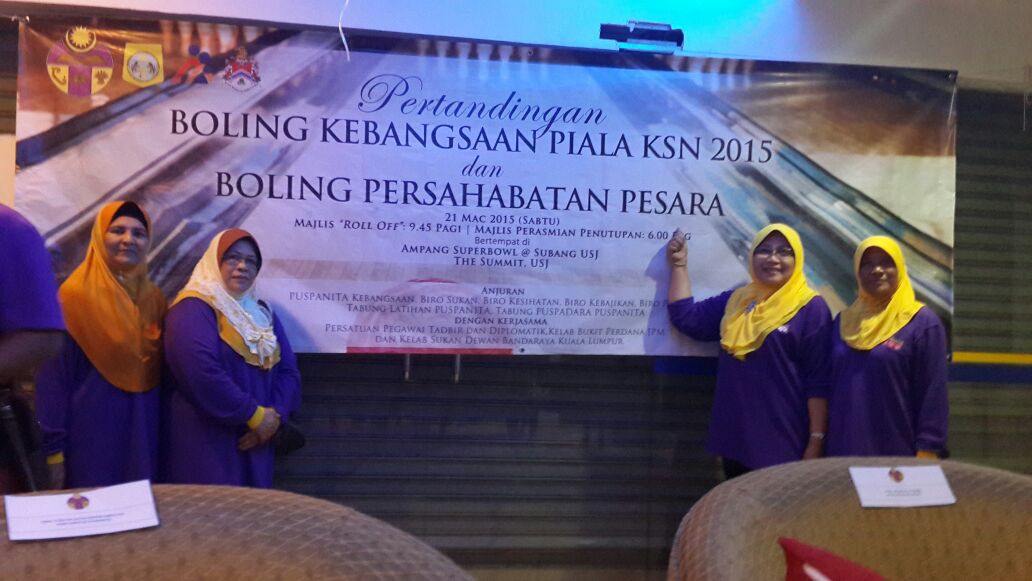 Pertandingan
BOLING KEBANGSAAN PIALA KSN 2015
dan
BOLING PERSAHABATAN PESARA
21 MAC 2015 (SABTU)
MAJLIS "ROLL OFF": 9.45 PAGI | MAJLIS PERASMIAN PENUTUPAN: 6.00
Bertempat di
AMPANG SUPERBOWL @ SUBANG USJ
THE SUMMIT, USJ
ANJURAN
PUSPANITA KEBANGSAAN, BIRO SUKAN, BIRO KESIHATAN, BIRO KEBAJIKAN, BIRO
TABUNG LATIHAN PUSPANITA, TABUNG PUSPADARA PUSPANITA
DENGAN KERJASAMA
PERSATUAN PEGAWAI TADBIR DAN DIPLOMATIK, KELAB BUKIT PERDANA JPM
DAN KELAB SUKAN DEWAN BANDARAYA KUALA LUMPUR